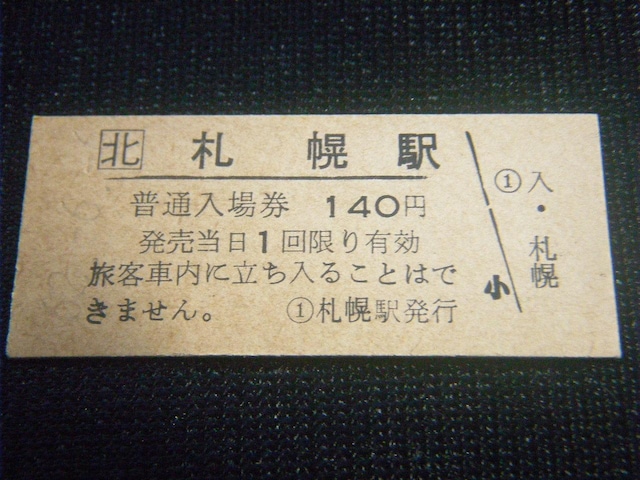 北 札幌駅
普通入場券 140円
発売当日1回限り有効
旅客車内に立ち入ることはで
きません。 ①札幌駅発行
小
①入・札幌